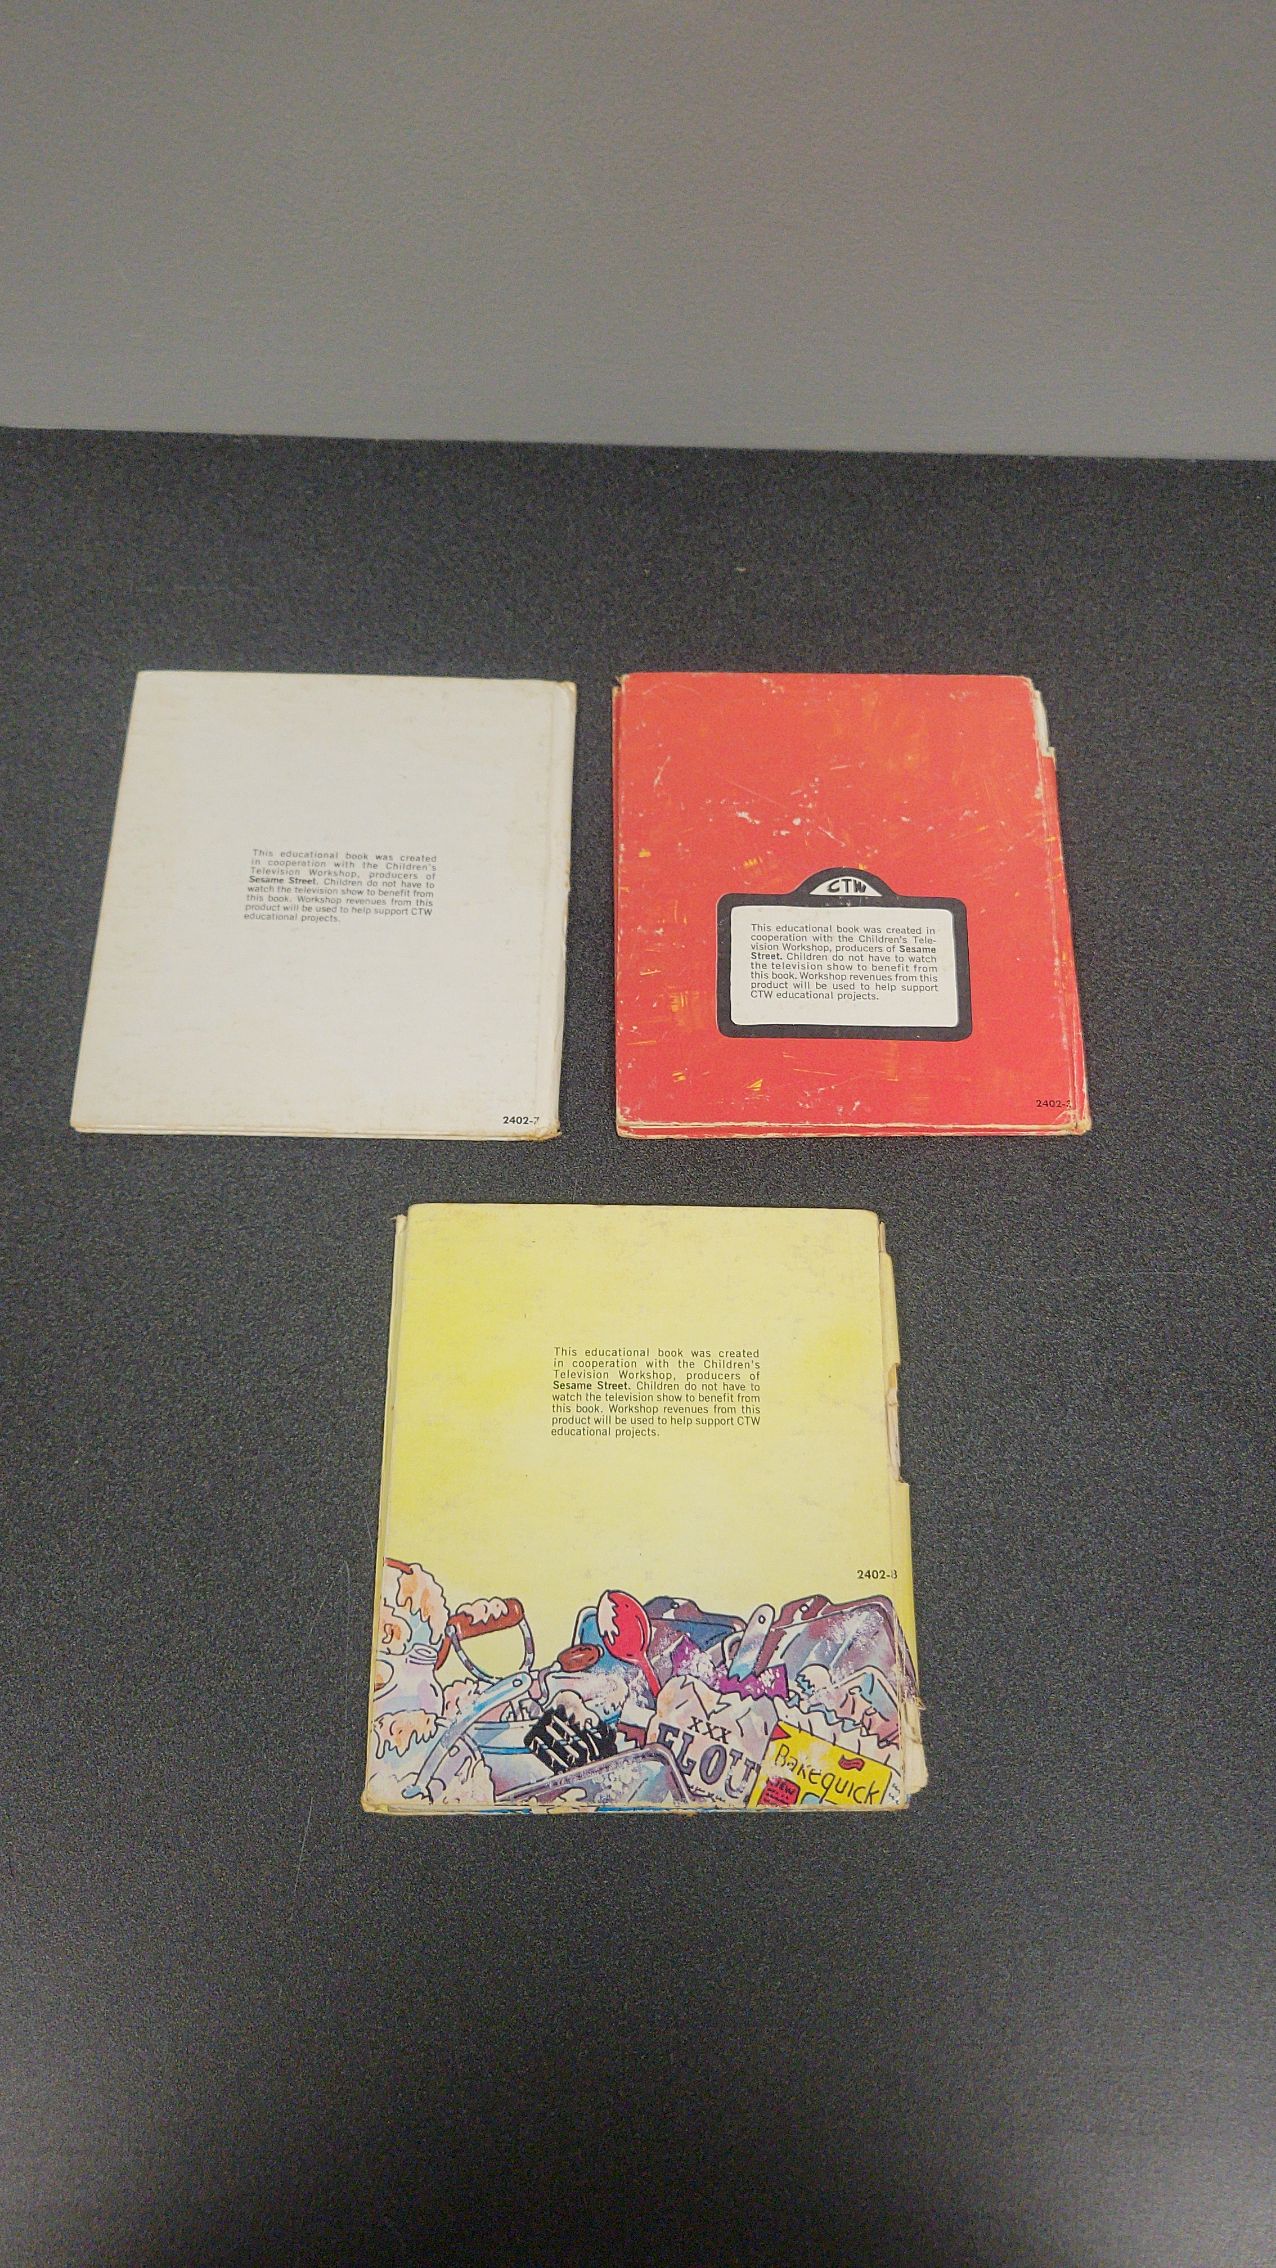 This educational book was created
in cooperation with the Children's
Television Workshop, producers of
Sesame Street. Children do not have to
watch the television show to benefit from
this book. Workshop revenues from this
product will be used to help support CTW
educational projects.
2402-7
CTW
This educational book was created in
cooperation with the Children's Tele-
vision Workshop, producers of Sesame
Street. Children do not have to watch
the television show to benefit from
this book. Workshop revenues from this
product will be used to help support
CTW educational projects.
2402-
This educational book was created
in cooperation with the Children's
Television Workshop, producers of
Sesame Street. Children do not have to
watch the television show to benefit from
this book. Workshop revenues from this
product will be used to help support CTW
educational projects.
2402-8
XXX
FLOU
Bakequick